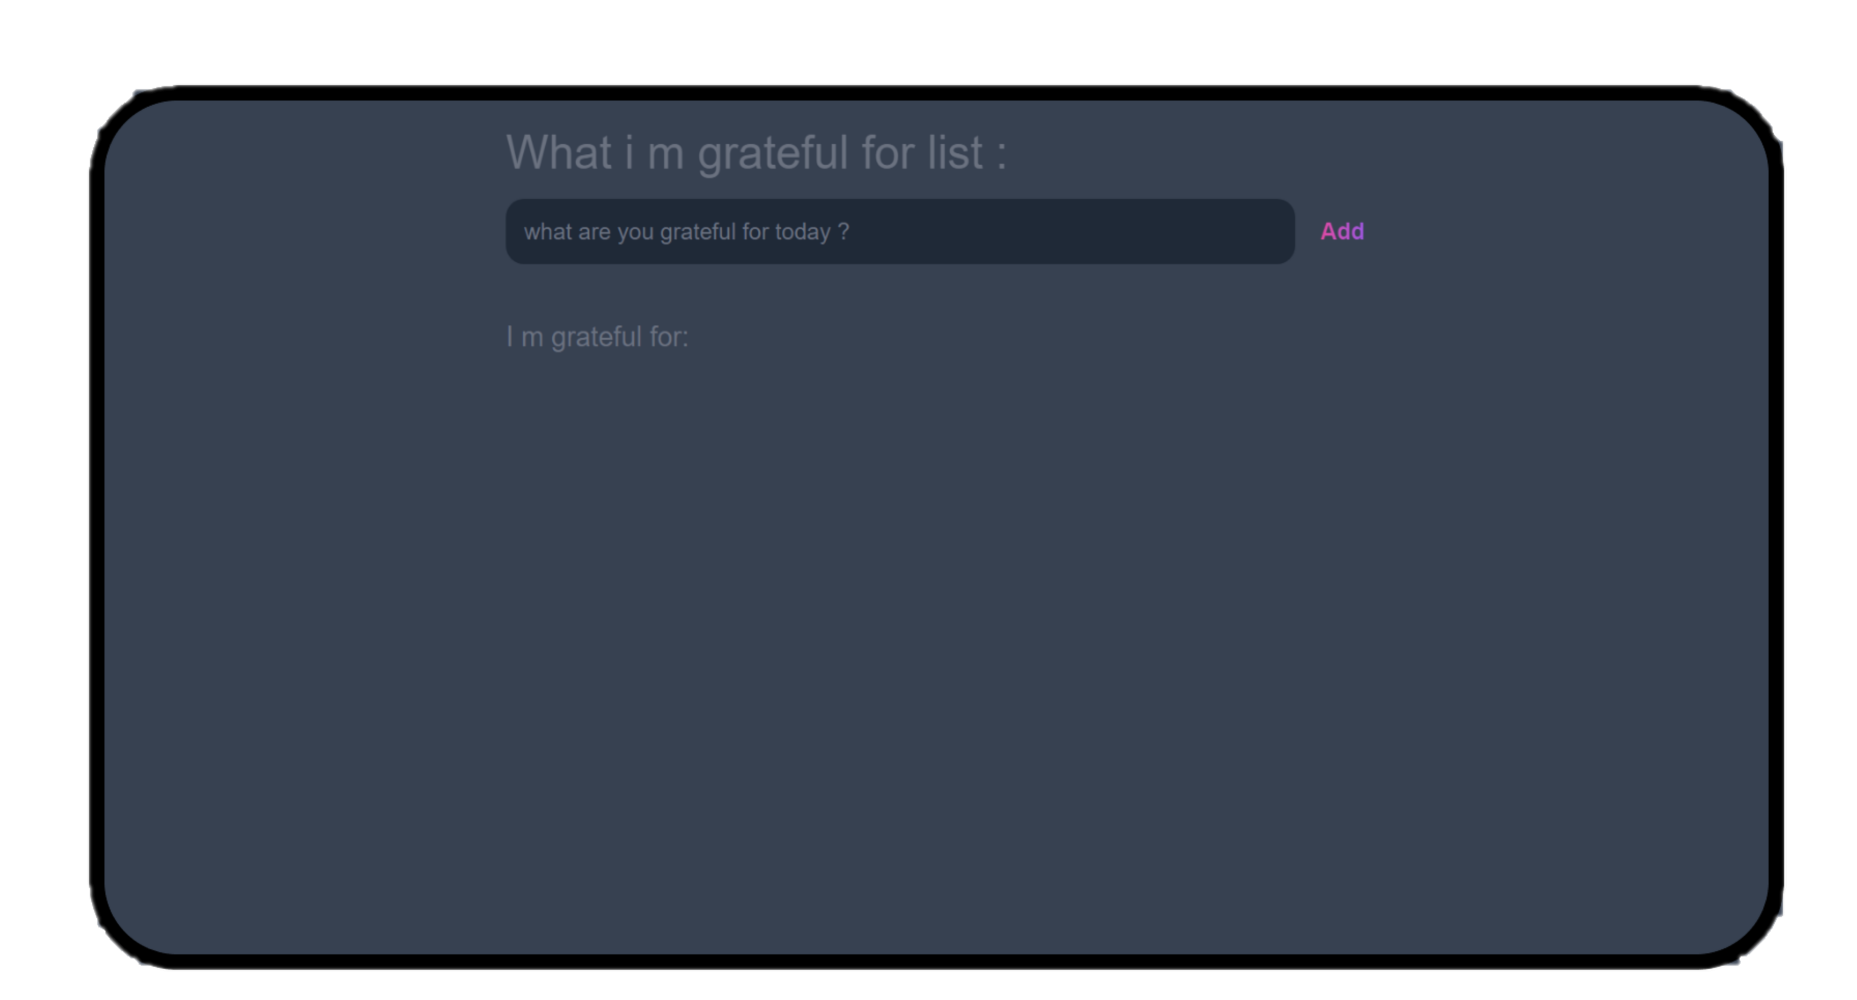 What i m grateful for list :
what are you grateful for today ? Add
I m grateful for: